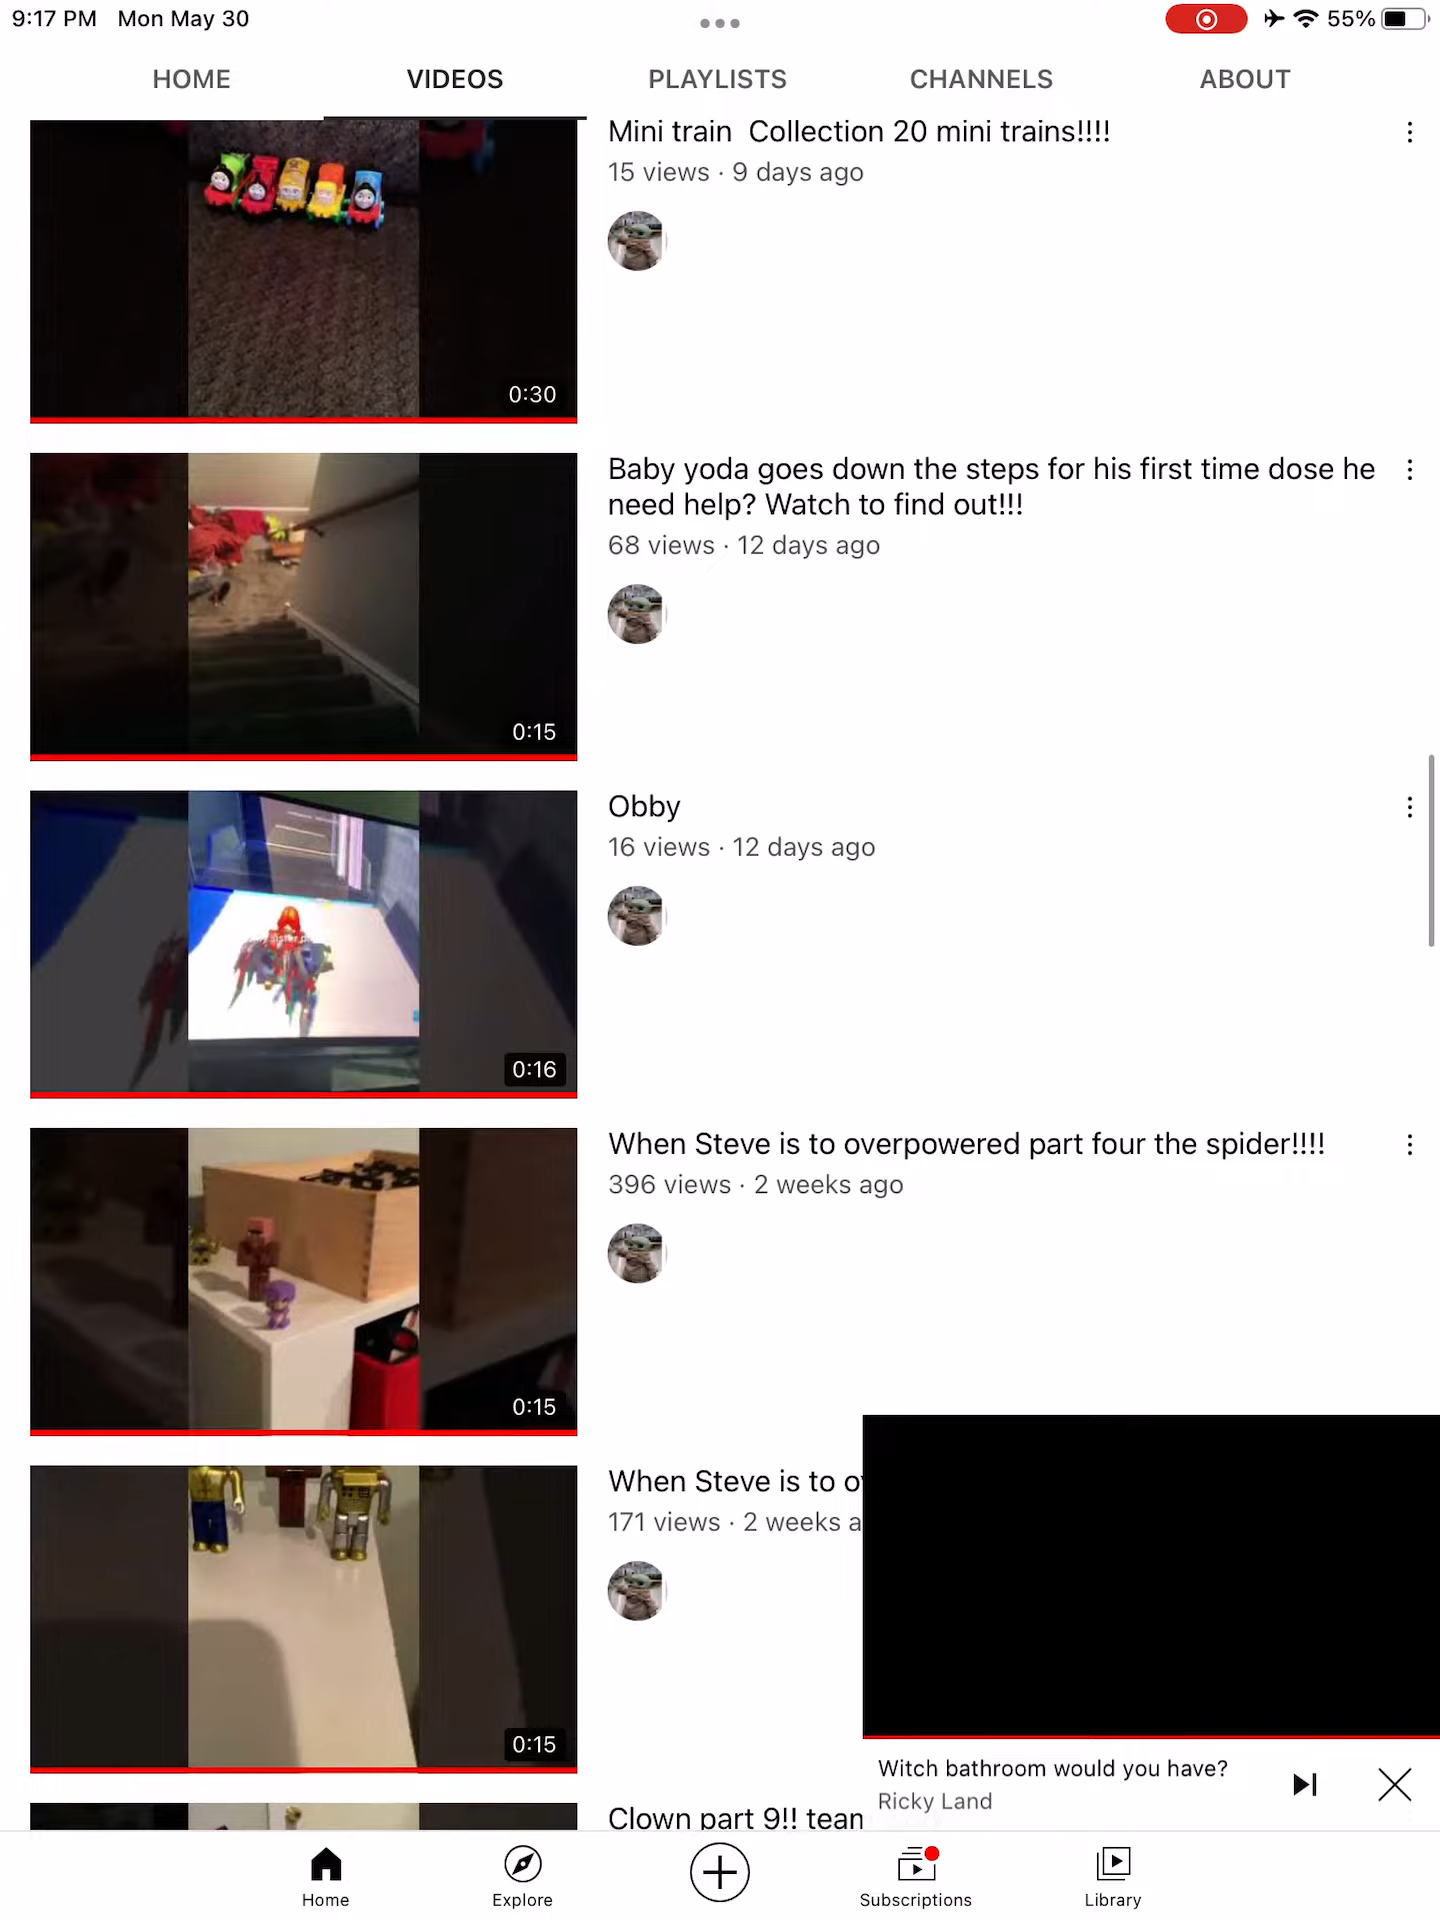 9:17 PM Mon May 30
55%
HOME VIDEOS PLAYLISTS CHANNELS ABOUT
Mini train Collection 20 mini trains!!!!
15 views · 9 days ago
0:30
Baby yoda goes down the steps for his first time dose he
need help? Watch to find out!!!
68 views · 12 days ago
0:15
Obby
16 views · 12 days ago
0:16
When Steve is to overpowered part four the spider!!!!
396 views · 2 weeks ago
0:15
When Steve is to
171 views · 2 weeks
0:15
Witch bathroom would you have?
Ricky Land
Clown part 9!! team
Home Explore Subscriptions Library